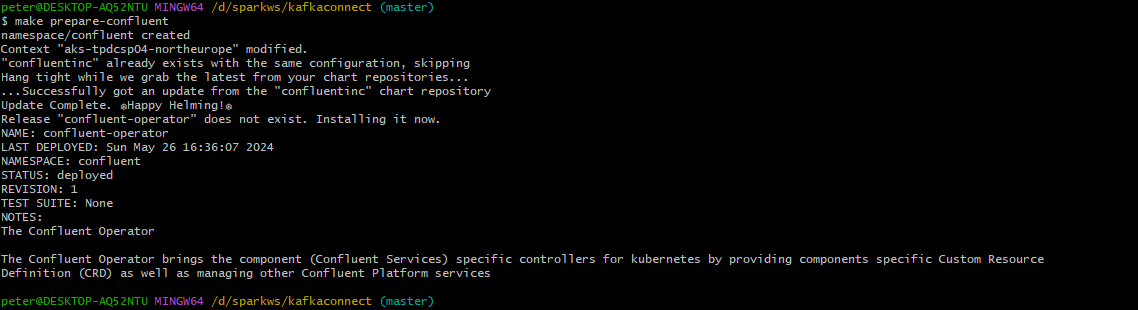 peter@DESKTOP-AQ52NTU MINGW64 /d/sparkws/kafkaconnect (master)
$ make prepare-confluent
namespace/confluent created
Context "aks-tpdcsp04-northeurope" modified.
"confluentinc" already exists with the same configuration, skipping
Hang tight while we grab the latest from your chart repositories...
...Successfully got an update from the "confluentinc" chart repository
Update Complete. ⎈Happy Helming!⎈
Release "confluent-operator" does not exist. Installing it now.
NAME: confluent-operator
LAST DEPLOYED: Sun May 26 16:36:07 2024
NAMESPACE: confluent
STATUS: deployed
REVISION: 1
TEST SUITE: None
NOTES:
The Confluent Operator
The Confluent Operator brings the component (Confluent Services) specific controllers for kubernetes by providing components specific Custom Resource
Definition (CRD) as well as managing other Confluent Platform services
peter@DESKTOP-AQ52NTU MINGW64 /d/sparkws/kafkaconnect (master)